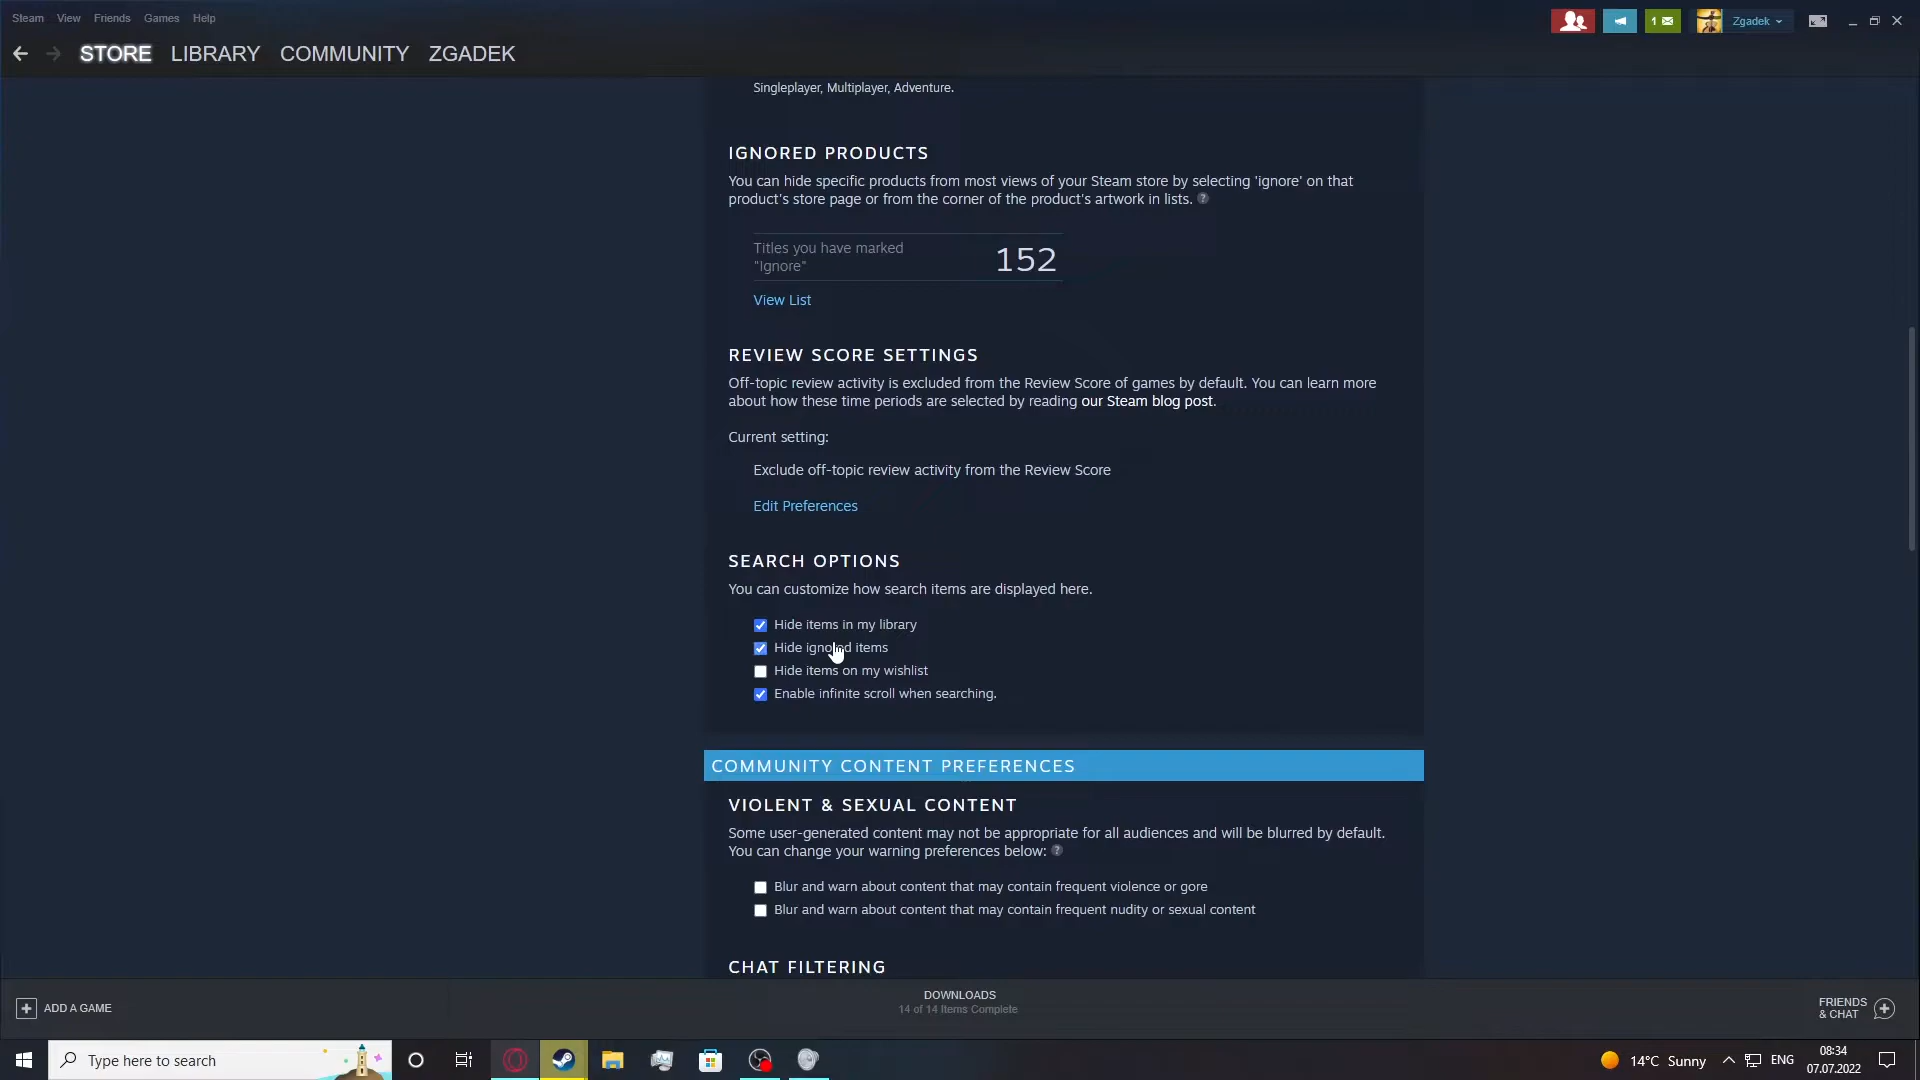 Steam View Friends Games Help
1
Zgadek
STORE LIBRARY COMMUNITY ZGADEK
Singleplayer, Multiplayer, Adventure.
IGNORED PRODUCTS
You can hide specific products from most views of your Steam store by selecting 'ignore' on that
product's store page or from the corner of the product's artwork in lists. ?
Titles you have marked
"Ignore"
152
View List
REVIEW SCORE SETTINGS
Off-topic review activity is excluded from the Review Score of games by default. You can learn more
about how these time periods are selected by reading our Steam blog post.
Current setting:
Exclude off-topic review activity from the Review Score
Edit Preferences
SEARCH OPTIONS
You can customize how search items are displayed here.
Hide items in my library
Hide ignored items
Hide items on my wishlist
Enable infinite scroll when searching.
COMMUNITY CONTENT PREFERENCES
VIOLENT & SEXUAL CONTENT
Some user-generated content may not be appropriate for all audiences and will be blurred by default.
You can change your warning preferences below: ?
Blur and warn about content that may contain frequent violence or gore
Blur and warn about content that may contain frequent nudity or sexual content
CHAT FILTERING
ADD A GAME
DOWNLOADS
14 of 14 Items Complete
FRIENDS
& CHAT
Type here to search
14°C Sunny
ENG
08:34
07.07.2022